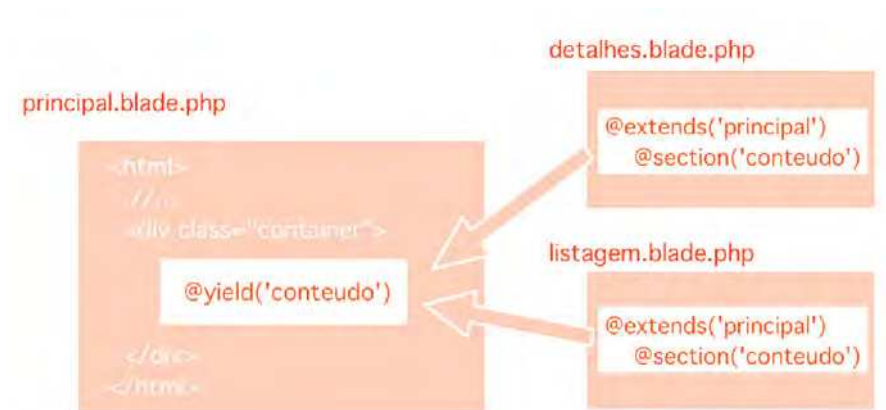 principal.blade.php
<html>
//...
<div class="container">
@yield('conteudo')
</div>
</html>
detalhes.blade.php
@extends('principal')
@section('conteudo')
listagem.blade.php
@extends('principal')
@section('conteudo')